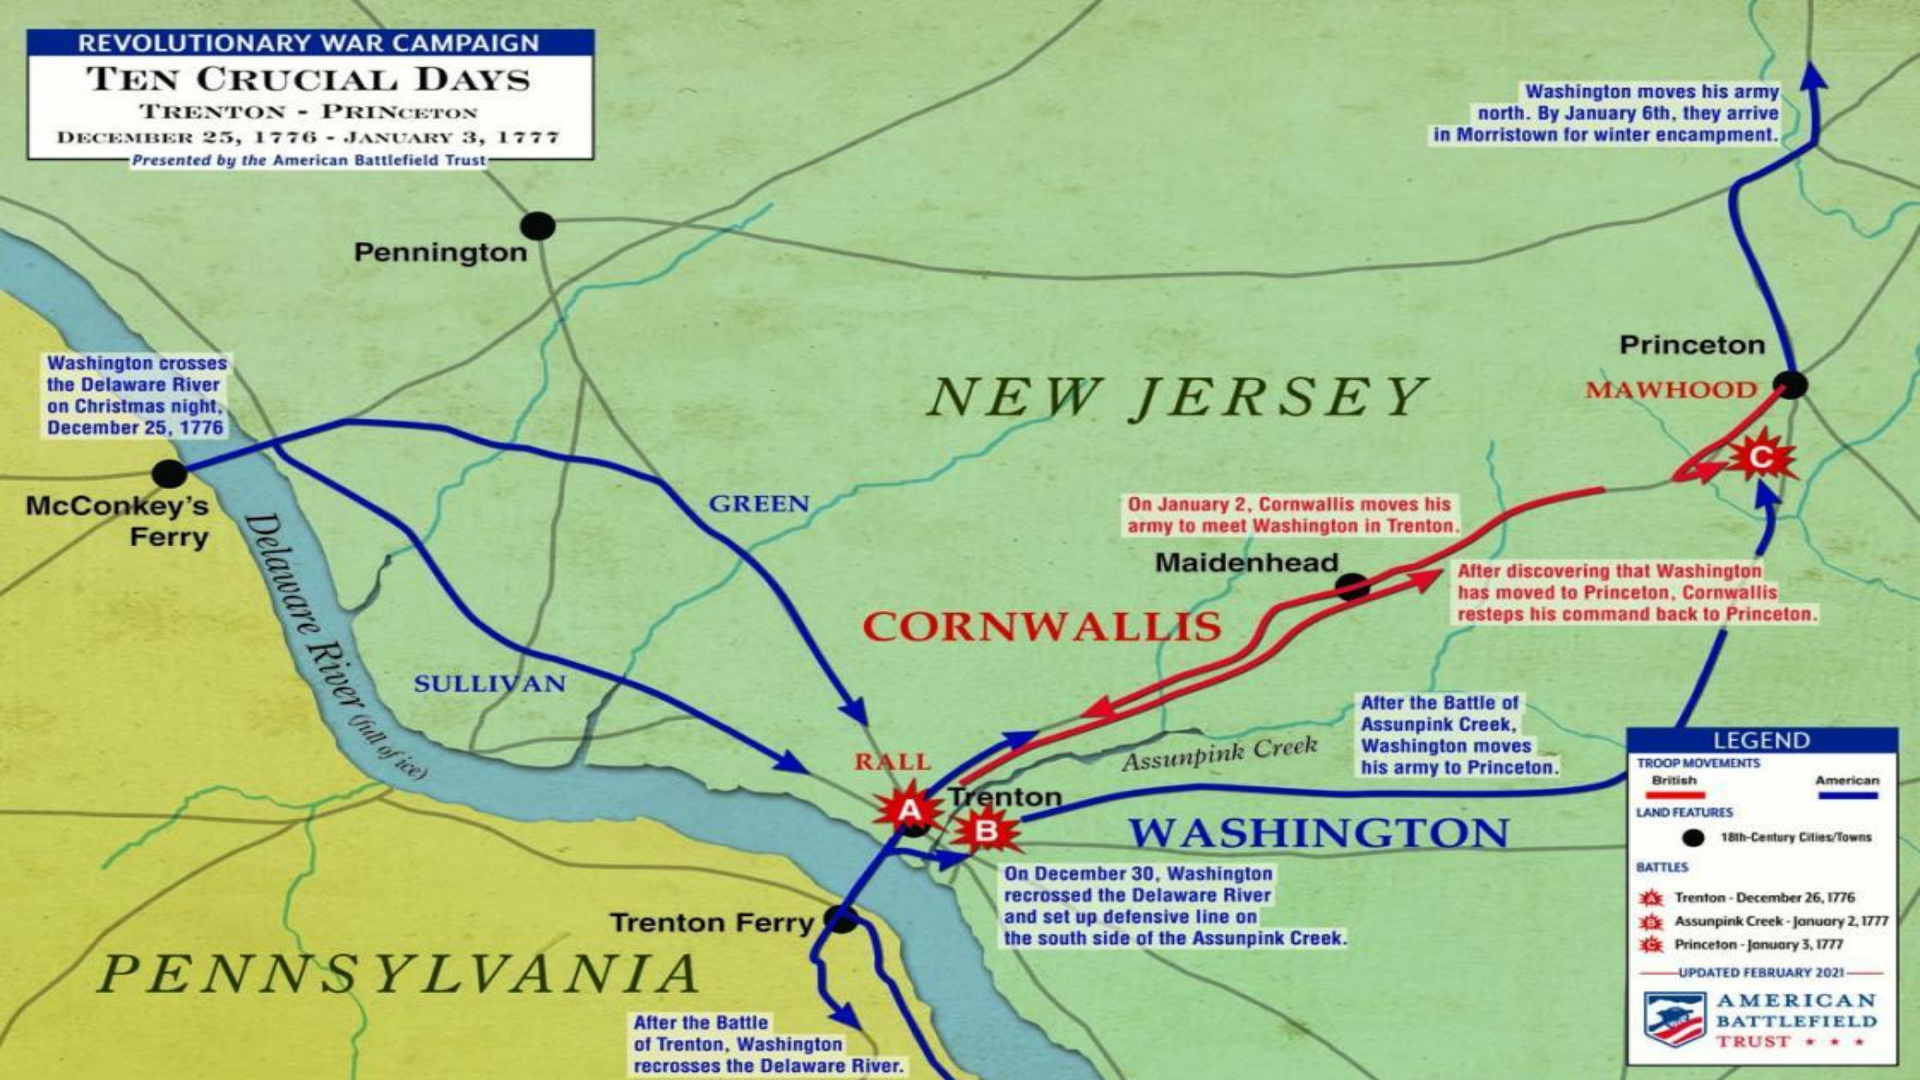 REVOLUTIONARY WAR CAMPAIGN
TEN CRUCIAL DAYS
TRENTON - PRINCETON
DECEMBER 25, 1776 - JANUARY 3, 1777
Presented by the American Battlefield Trust
Washington moves his army
north. By January 6th, they arrive
in Morristown for winter encampment.
Pennington
Princeton
MAWHOOD
C
Washington crosses
the Delaware River
on Christmas night,
December 25, 1776
McConkey's
Ferry
NEW JERSEY
GREEN
On January 2, Cornwallis moves his
army to meet Washington in Trenton.
Maidenhead
After discovering that Washington
has moved to Princeton, Cornwallis
resteps his command back to Princeton.
CORNWALLIS
Delaware River (full of ice)
SULLIVAN
RALL
A
Trenton
B
Assunpink Creek
After the Battle of
Assunpink Creek,
Washington moves
his army to Princeton.
WASHINGTON
On December 30, Washington
recrossed the Delaware River
and set up defensive line on
the south side of the Assunpink Creek.
Trenton Ferry
PENNSYLVANIA
After the Battle
of Trenton, Washington
recrosses the Delaware River.
LEGEND
TROOP MOVEMENTS
British American
LAND FEATURES
18th-Century Cities/Towns
BATTLES
A Trenton - December 26, 1776
B Assunpink Creek - January 2, 1777
C Princeton - January 3, 1777
UPDATED FEBRUARY 2021
AMERICAN
BATTLEFIELD
TRUST